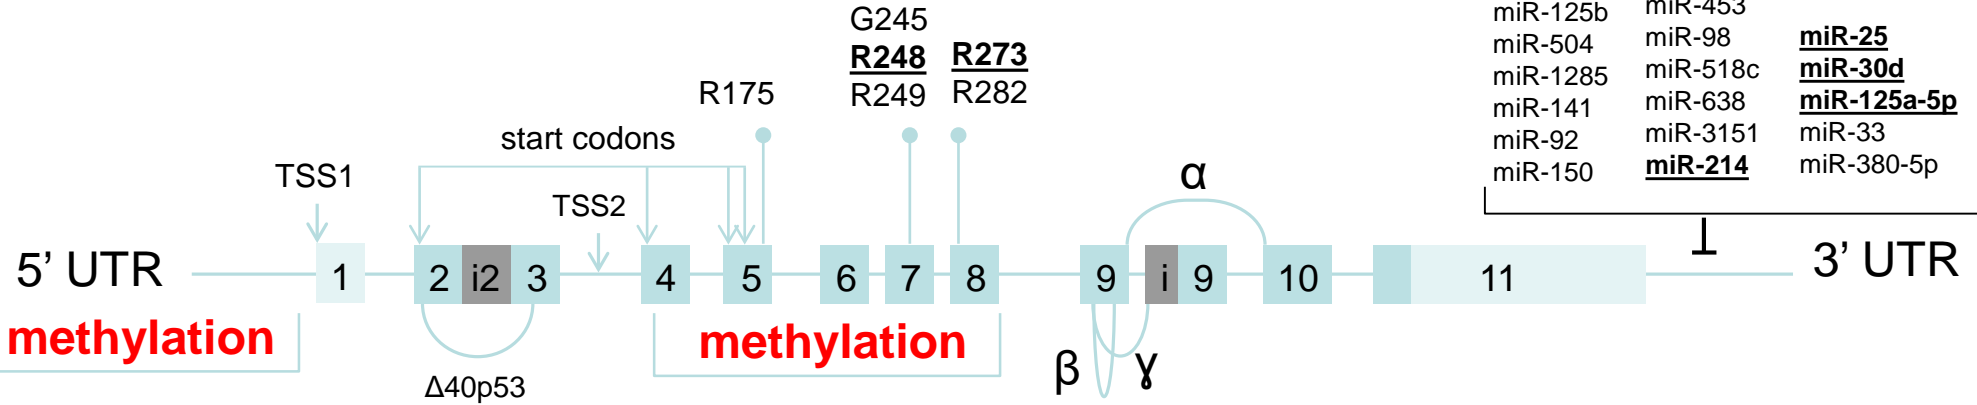 G245
R248
R249
R273
R282
R175
miR-125b
miR-504
miR-1285
miR-141
miR-92
miR-150
miR-453
miR-98
miR-518c
miR-638
miR-3151
miR-214
miR-25
miR-30d
miR-125a-5p
miR-33
miR-380-5p
start codons
TSS1
TSS2
α
5’ UTR
1
2
i2
3
4
5
6
7
8
9
i
9
10
11
3’ UTR
methylation
methylation
Δ40p53
β
ɣ